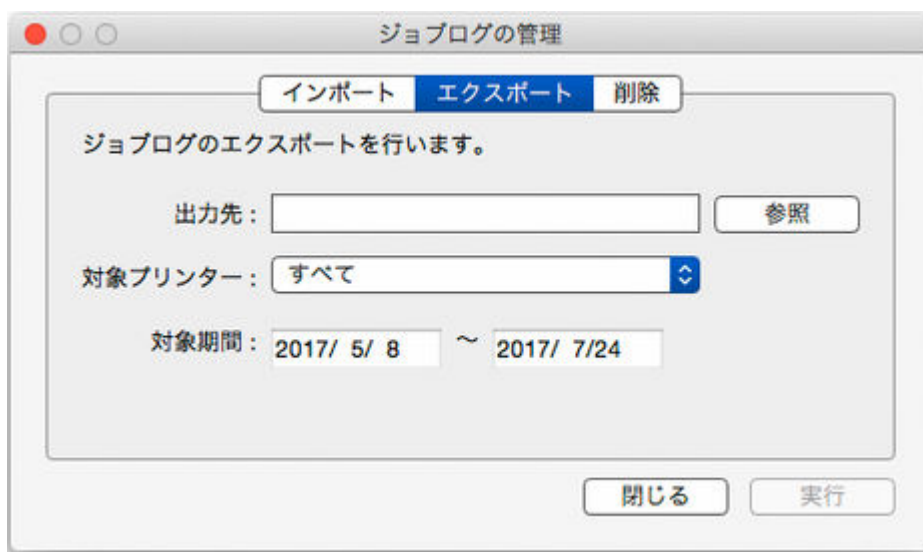 ジョブログの管理
インポート エクスポート 削除
ジョブログのエクスポートを行います。
出力先： 参照
対象プリンター： すべて
対象期間： 2017/ 5/ 8 ～ 2017/ 7/24
閉じる 実行